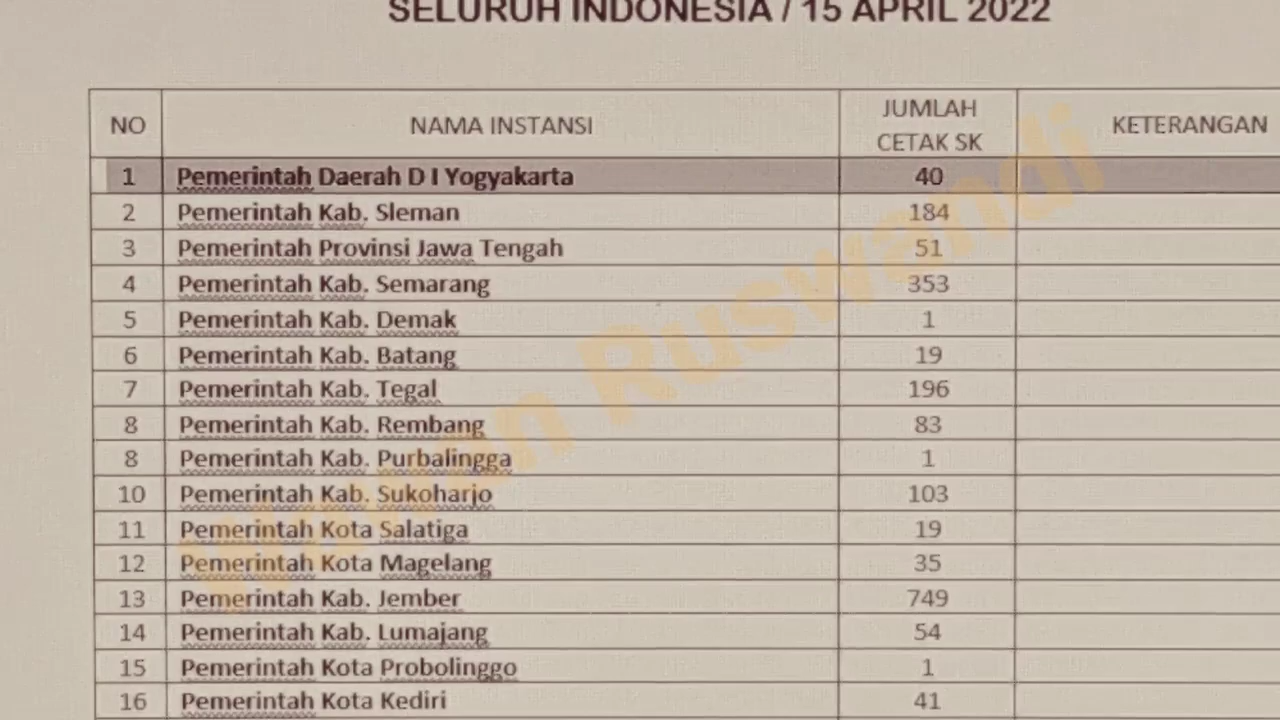 SELURUH INDONESIA / 15 APRIL 2022
NO NAMA INSTANSI JUMLAH CETAK SK KETERANGAN
1 Pemerintah Daerah D I Yogyakarta 40
2 Pemerintah Kab. Sleman 184
3 Pemerintah Provinsi Jawa Tengah 51
4 Pemerintah Kab. Semarang 353
5 Pemerintah Kab. Demak 1
6 Pemerintah Kab. Batang 19
7 Pemerintah Kab. Tegal 196
8 Pemerintah Kab. Rembang 83
8 Pemerintah Kab. Purbalingga 1
10 Pemerintah Kab. Sukoharjo 103
11 Pemerintah Kota Salatiga 19
12 Pemerintah Kota Magelang 35
13 Pemerintah Kab. Jember 749
14 Pemerintah Kab. Lumajang 54
15 Pemerintah Kota Probolinggo 1
16 Pemerintah Kota Kediri 41
Wawan Ruswandi